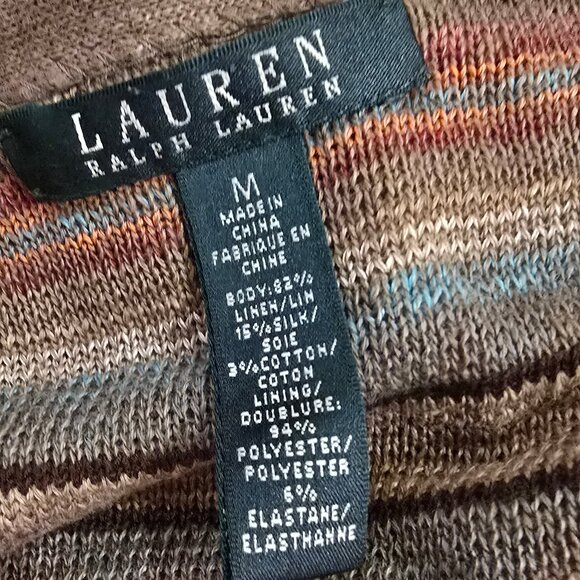 LAUREN
RALPH LAUREN
M
MADE IN
CHINA
FABRIQUE EN
CHINE
BODY:82%
LINEN/LIN
15%SILK/
SOIE
3%COTTON/
COTON
LINING/
DOUBLURE:
94%
POLYESTER/
POLYESTER
6%
ELASTANE/
ELASTHANNE